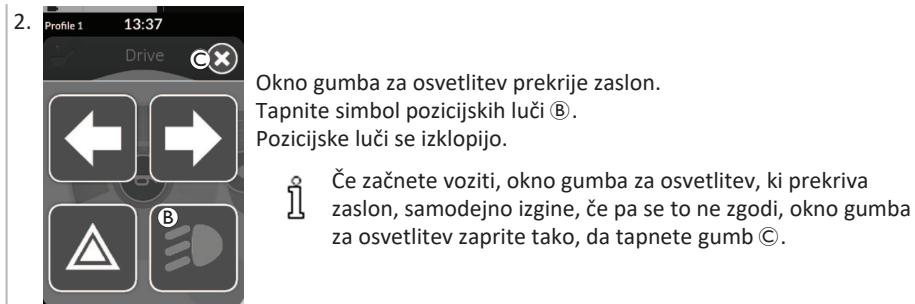 2.
Profile 1 13:37
Drive Ⓒ
Ⓑ
Okno gumba za osvetlitev prekrije zaslon.
Tapnite simbol pozicijskih luči Ⓑ.
Pozicijske luči se izklopijo.
Če začnete voziti, okno gumba za osvetlitev, ki prekriva
zaslon, samodejno izgine, če pa se to ne zgodi, okno gumba
za osvetlitev zaprite tako, da tapnete gumb Ⓒ.